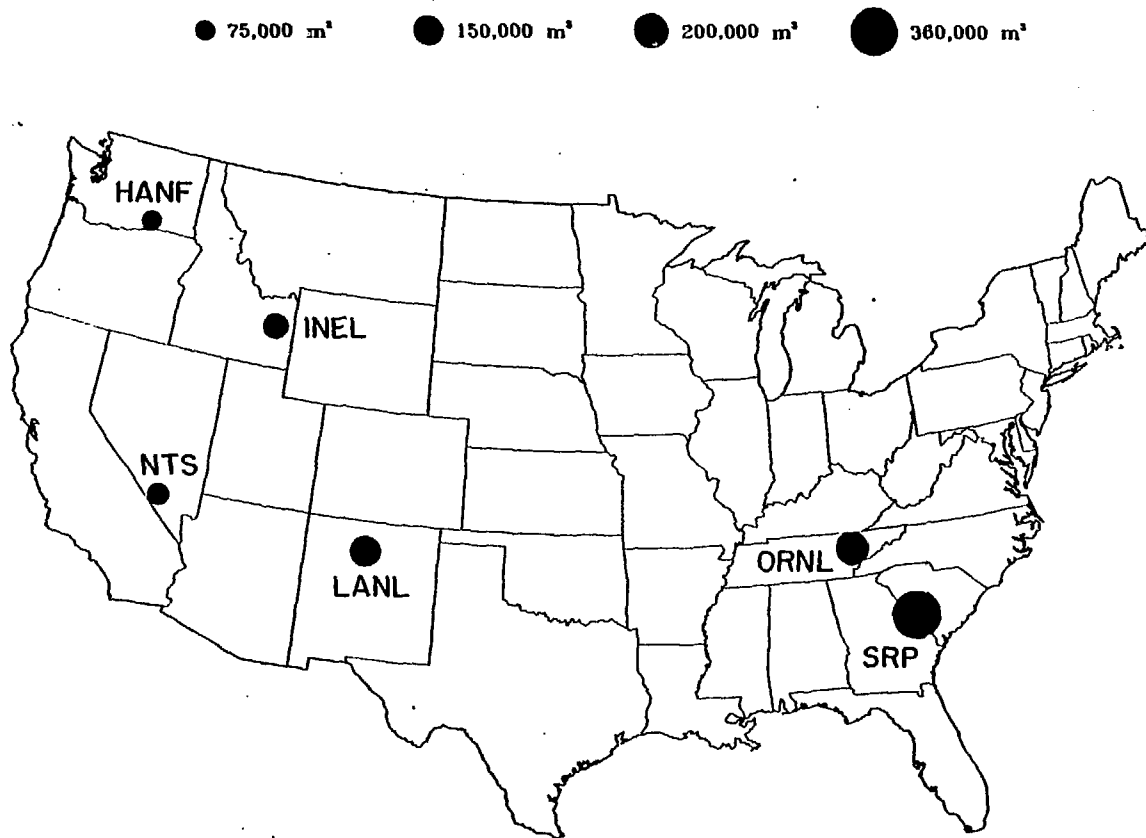 75,000 m³ 150,000 m³ 200,000 m³ 360,000 m³
HANF
INEL
NTS
LANL
ORNL
SRP